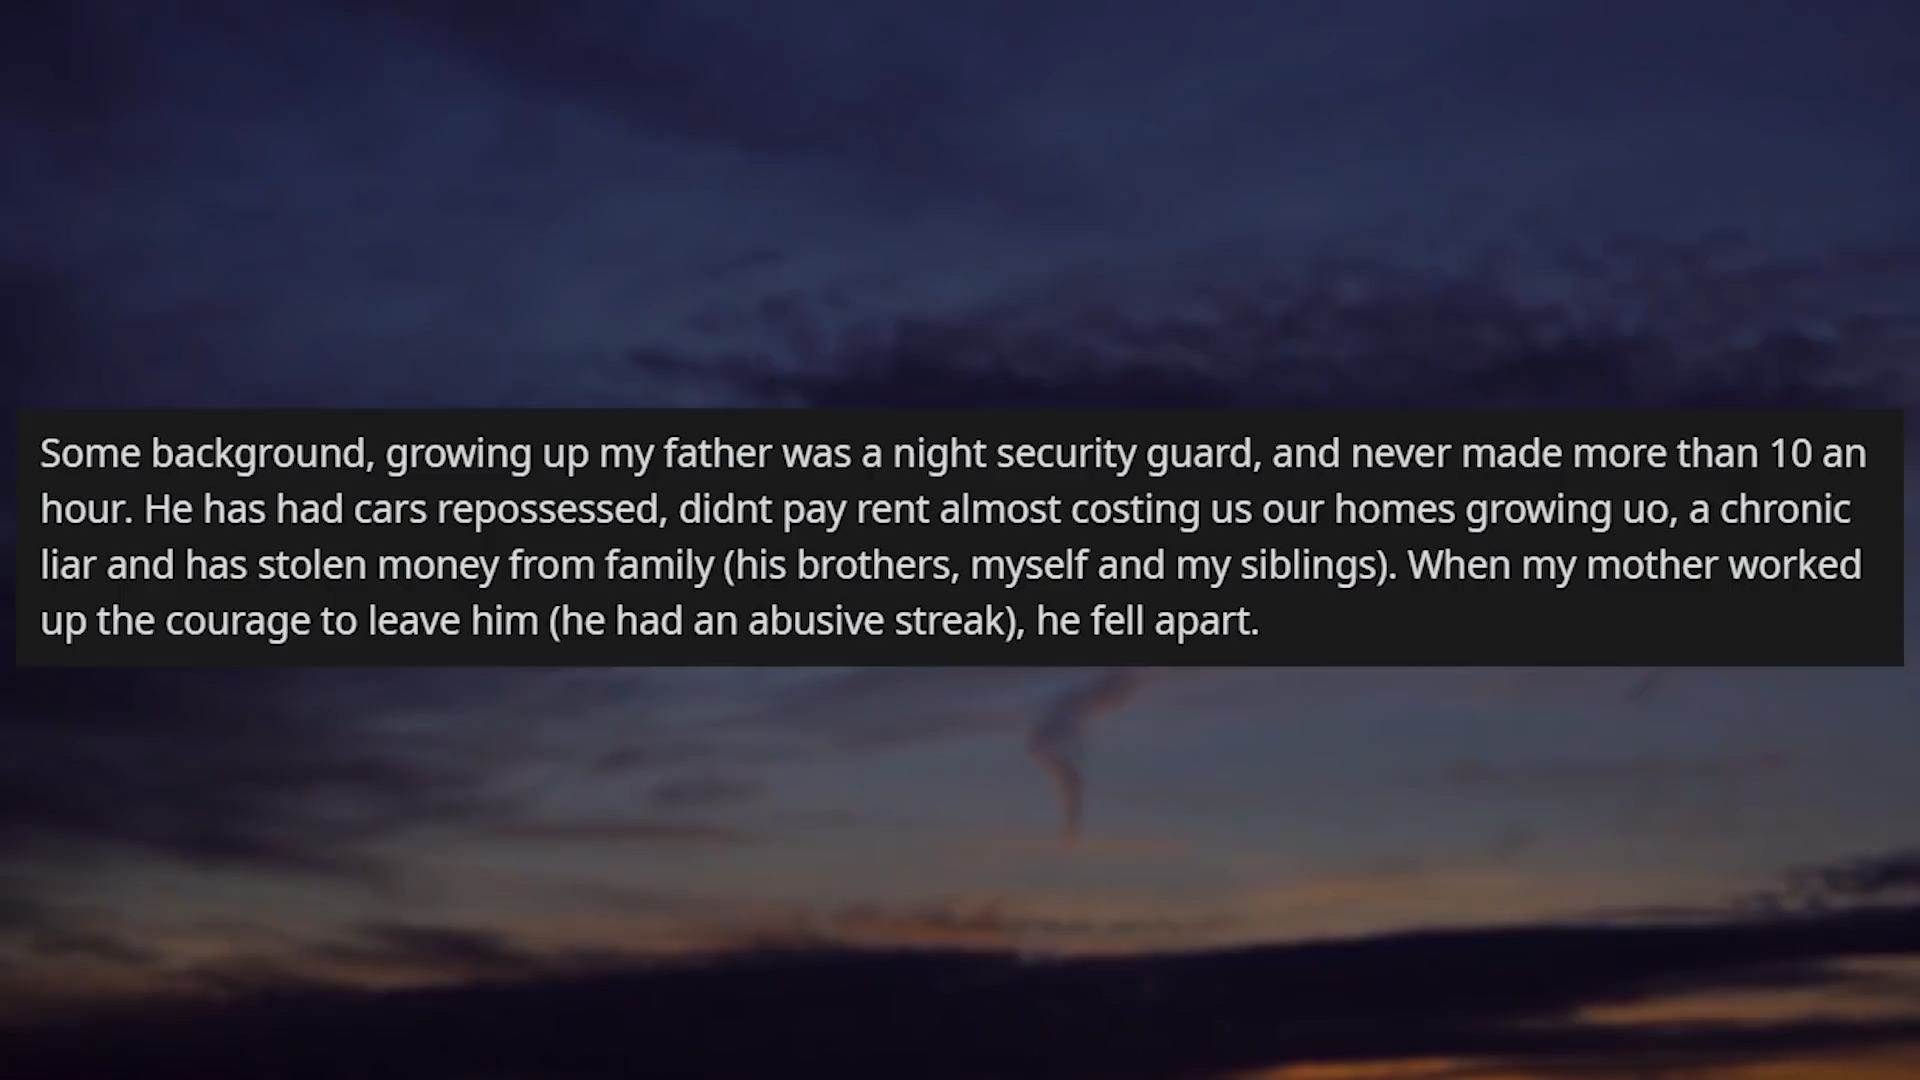 Some background, growing up my father was a night security guard, and never made more than 10 an
hour. He has had cars repossessed, didnt pay rent almost costing us our homes growing uo, a chronic
liar and has stolen money from family (his brothers, myself and my siblings). When my mother worked
up the courage to leave him (he had an abusive streak), he fell apart.